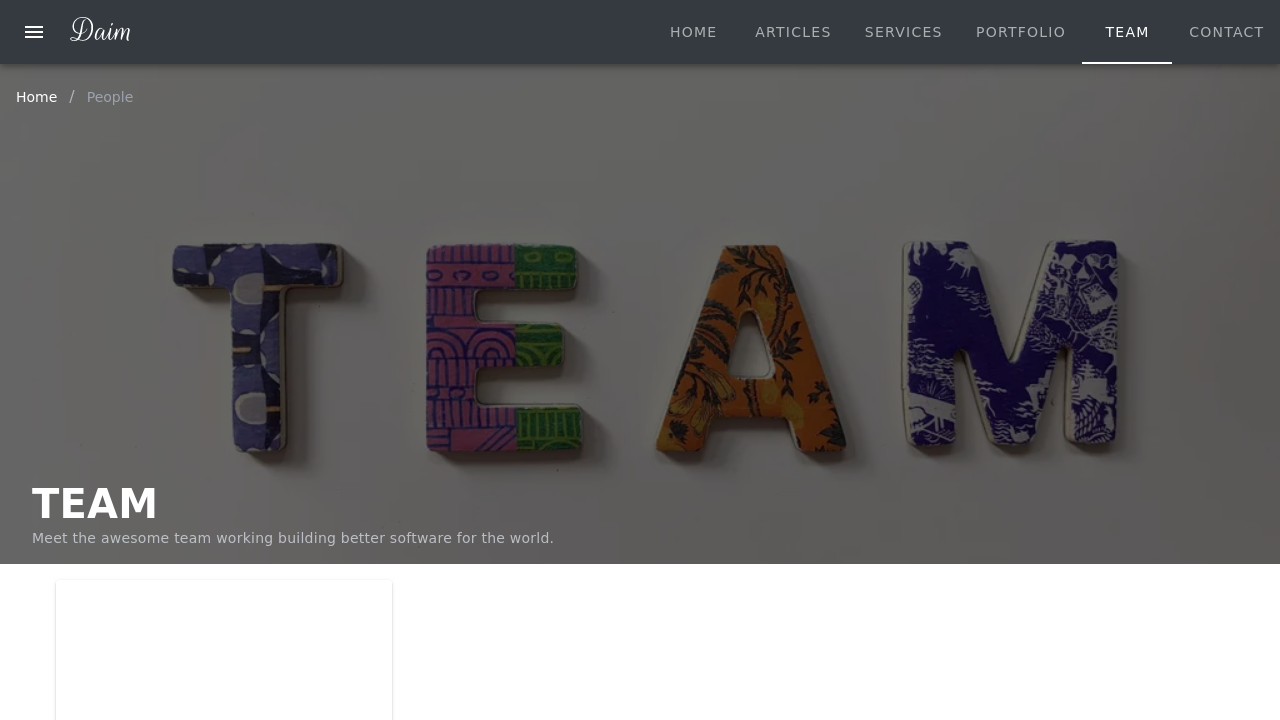 Daim
HOME
ARTICLES
SERVICES
PORTFOLIO
TEAM
CONTACT
Home / People
TEAM
TEAM
Meet the awesome team working building better software for the world.